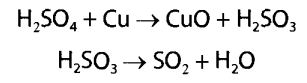 H₂SO₄ + Cu → CuO + H₂SO₃
H₂SO₃ → SO₂ + H₂O